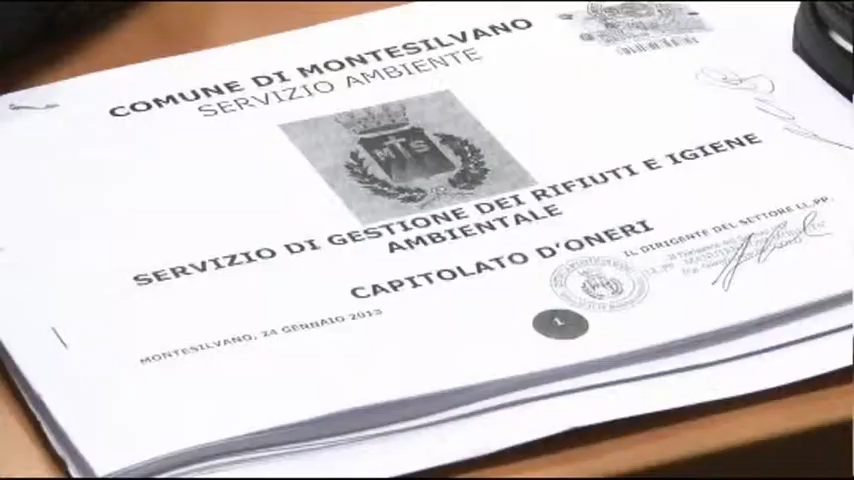 COMUNE DI MONTESILVANO
SERVIZIO AMBIENTE
MTS
SERVIZIO DI GESTIONE DEI RIFIUTI E IGIENE
AMBIENTALE
CAPITOLATO D'ONERI
IL DIRIGENTE DEL SETTORE LL.PP.
MONTESILVANO, 24 GENNAIO 2013
1